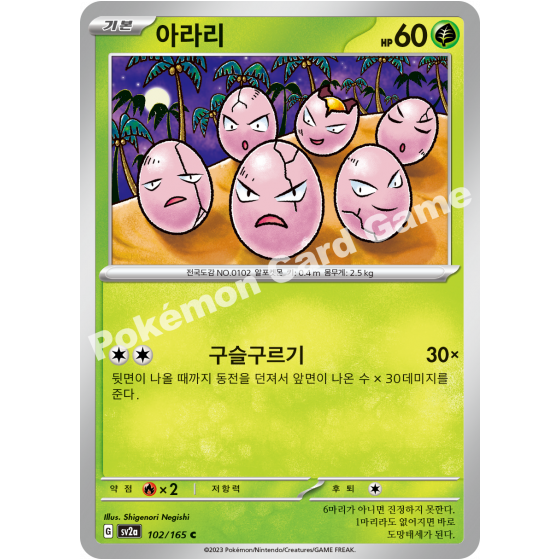 기본 아라리 HP 60
전국도감 NO.0102 알포켓몬 키: 0.4 m 몸무게: 2.5 kg
Pokémon Card Game
구슬구르기 30×
뒷면이 나올 때까지 동전을 던져서 앞면이 나온 수 × 30데미지를
준다.
약점 ×2 저항력 후퇴
Illus. Shigenori Negishi
G sv2a 102/165 C
6마리가 아니면 진정하지 못한다.
1마리라도 없어지면 바로
도망태세가 된다.
©2023 Pokémon/Nintendo/Creatures/GAME FREAK.